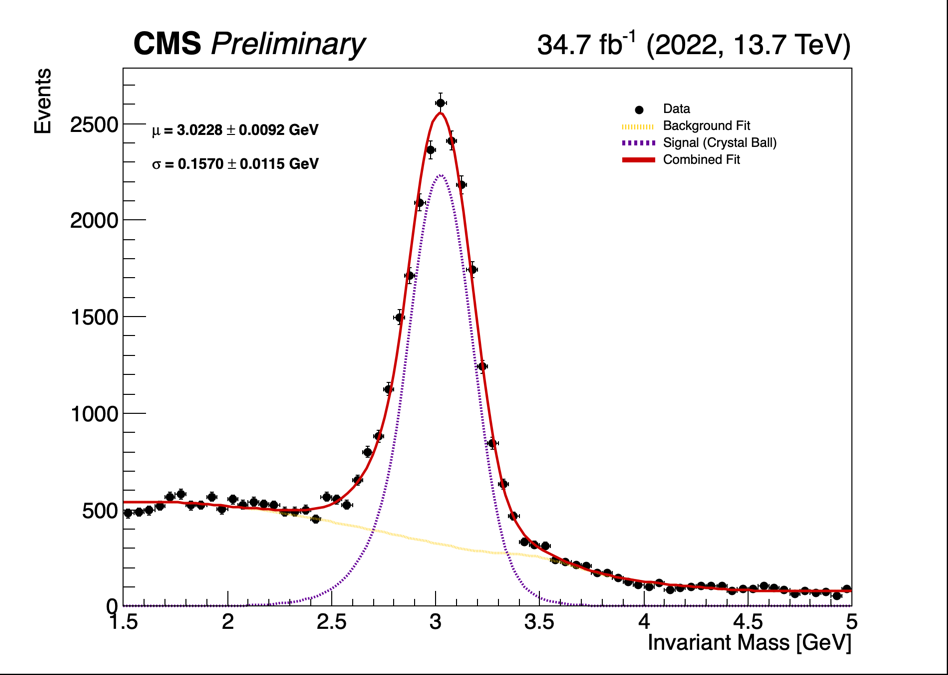 CMS Preliminary
34.7 fb⁻¹ (2022, 13.7 TeV)
Events
μ = 3.0228 ± 0.0092 GeV
σ = 0.1570 ± 0.0115 GeV
Data
Background Fit
Signal (Crystal Ball)
Combined Fit
2500
2000
1500
1000
500
0
1.5 2 2.5 3 3.5 4 4.5 5
Invariant Mass [GeV]